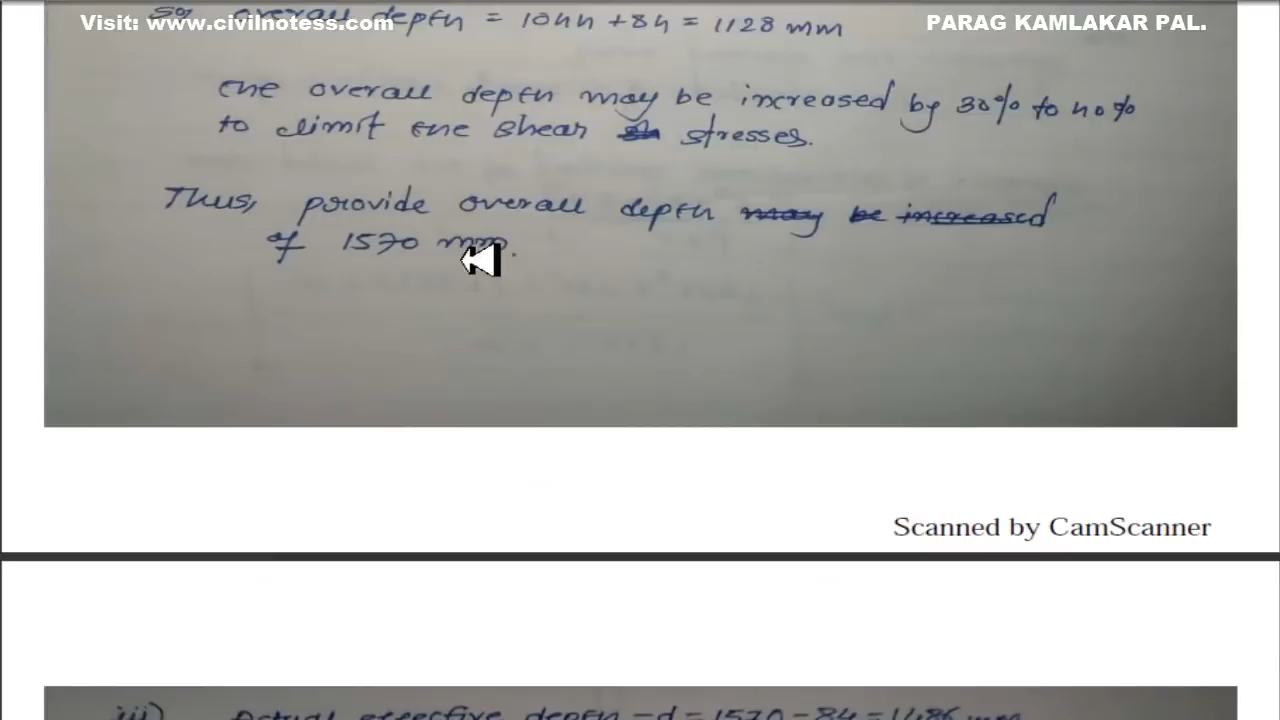 Visit: www.civilnotess.com
PARAG KAMLAKAR PAL.
So, overall depth = 1044 + 84 = 1128 mm
the overall depth may be increased by 30% to 40%
to limit the shear stresses.
Thus, provide overall depth may be increased
of 1570 mm.
Scanned by CamScanner
iii) Actual effective depth - d = 1570 - 84 = 1486 mm